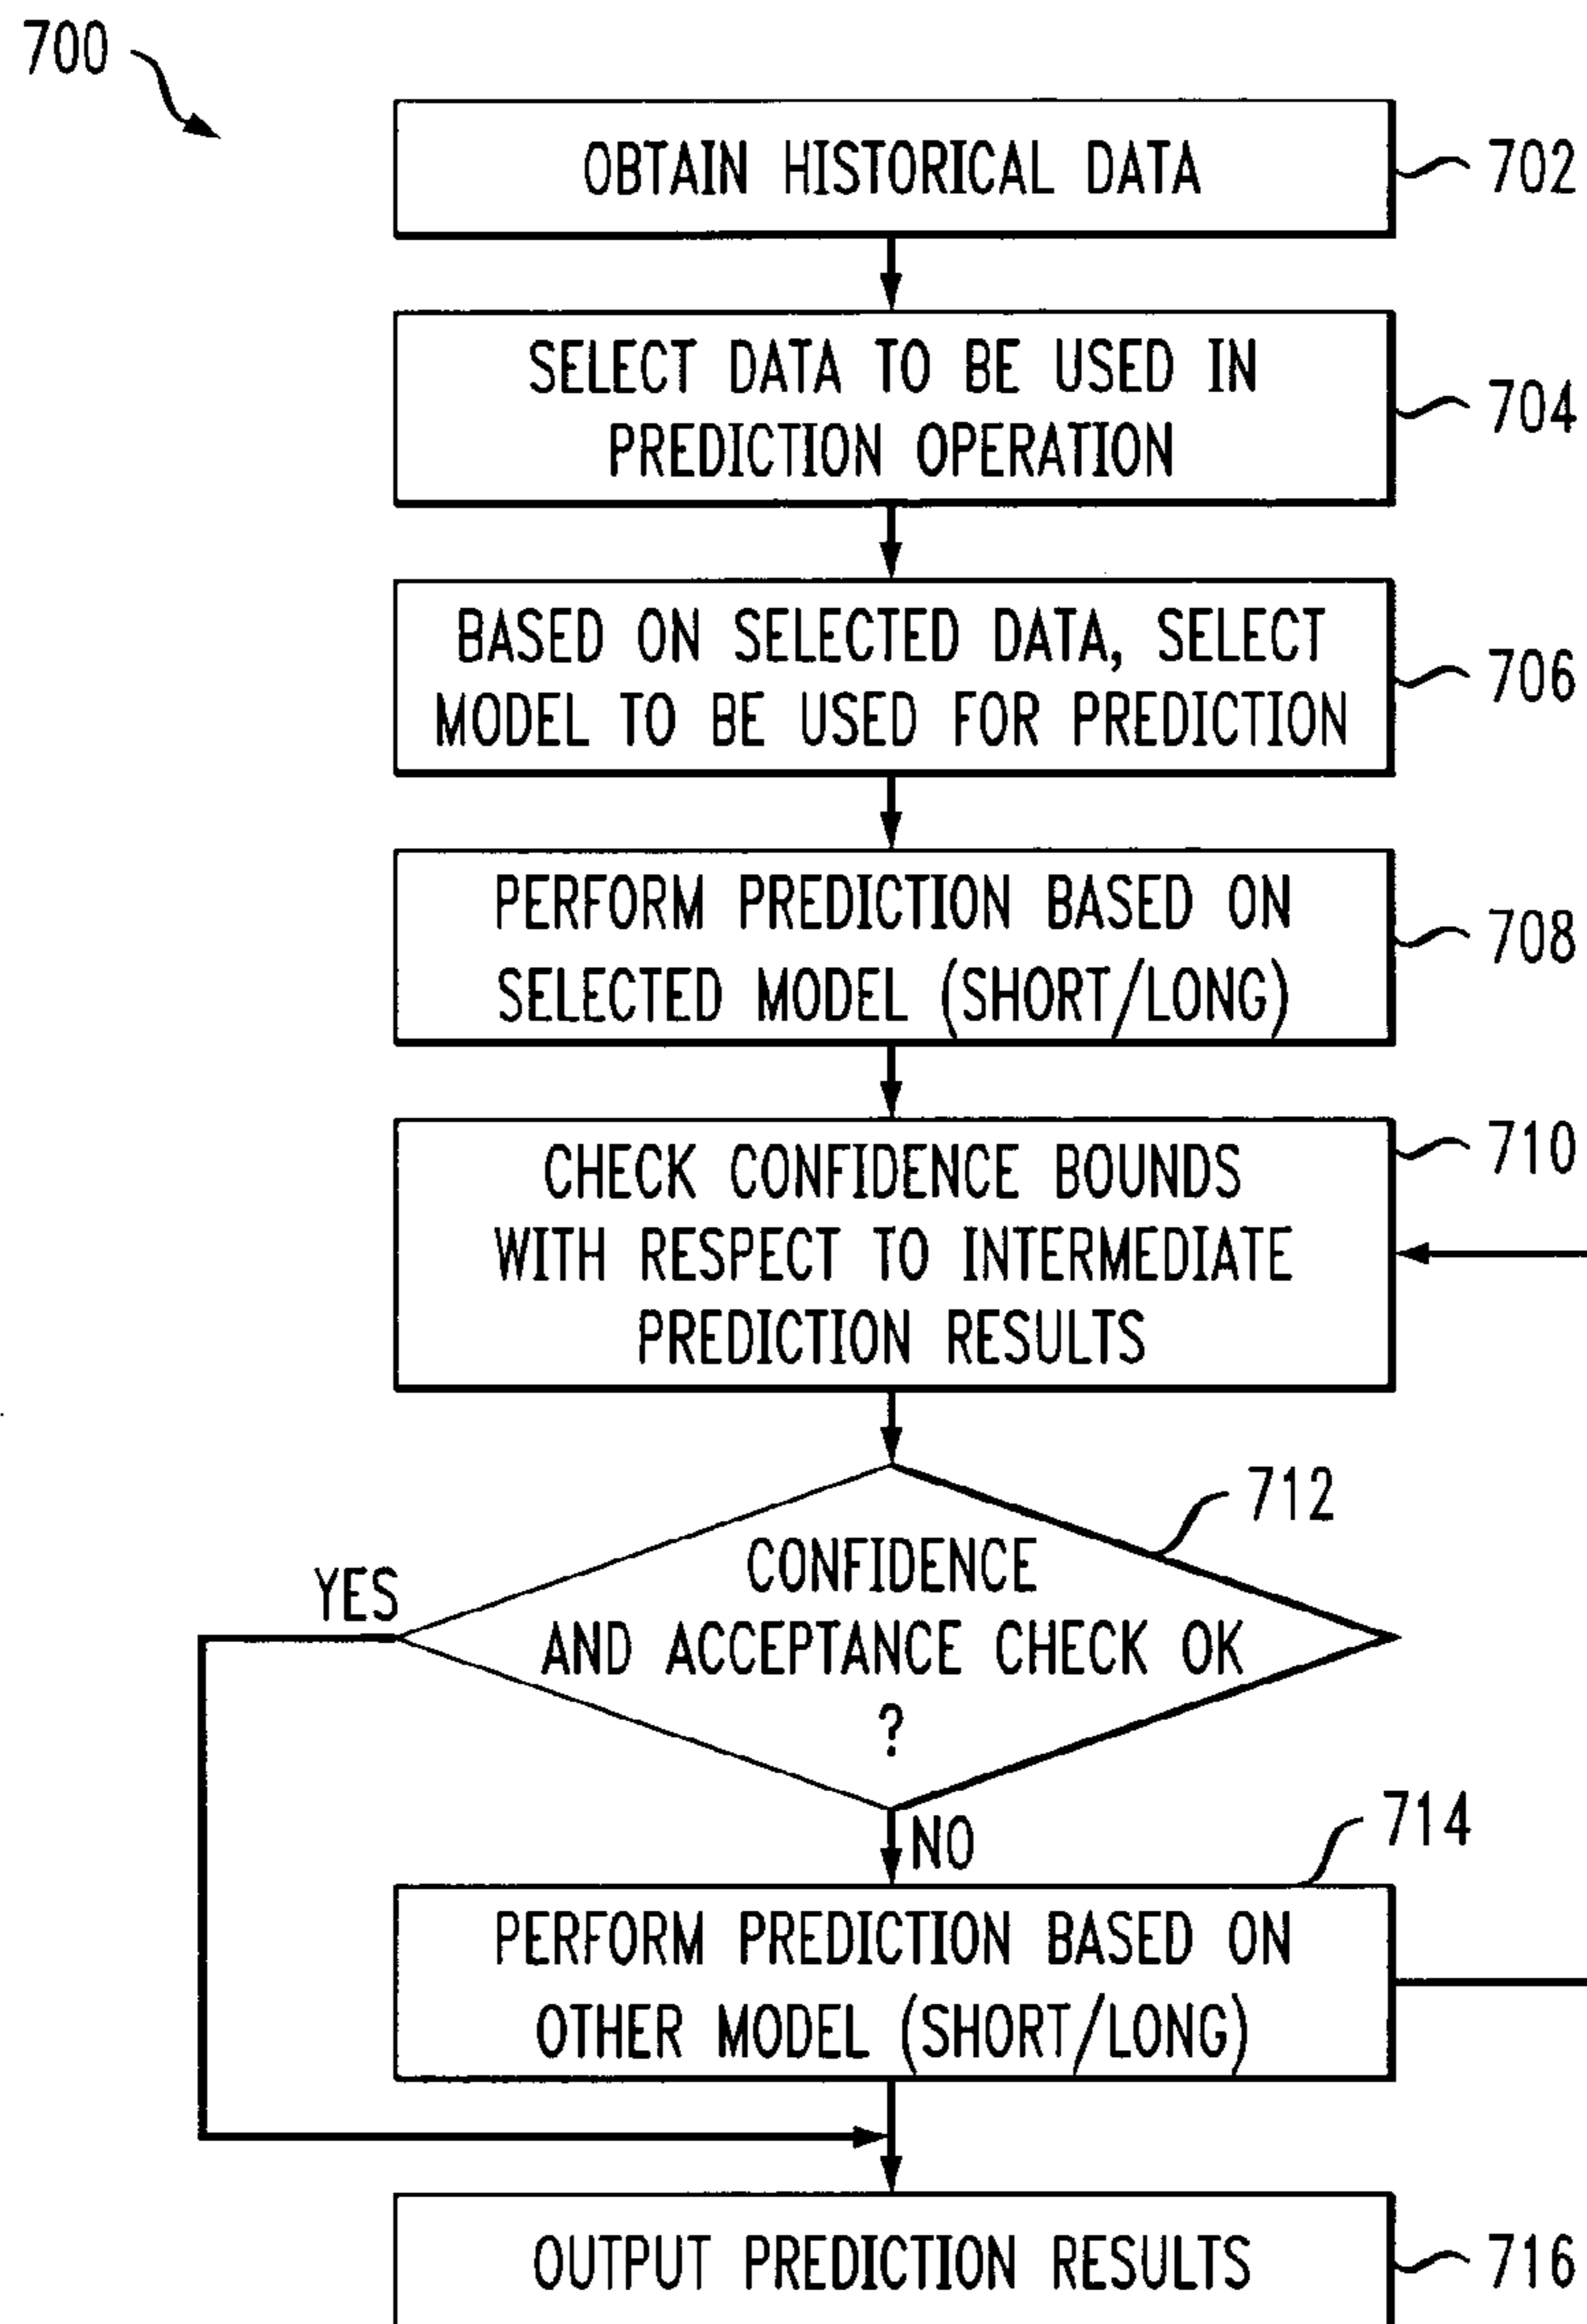 700
OBTAIN HISTORICAL DATA
702
SELECT DATA TO BE USED IN
PREDICTION OPERATION
704
BASED ON SELECTED DATA, SELECT
MODEL TO BE USED FOR PREDICTION
706
PERFORM PREDICTION BASED ON
SELECTED MODEL (SHORT/LONG)
708
CHECK CONFIDENCE BOUNDS
WITH RESPECT TO INTERMEDIATE
PREDICTION RESULTS
710
712
CONFIDENCE
AND ACCEPTANCE CHECK OK
?
YES
NO
714
PERFORM PREDICTION BASED ON
OTHER MODEL (SHORT/LONG)
OUTPUT PREDICTION RESULTS
716